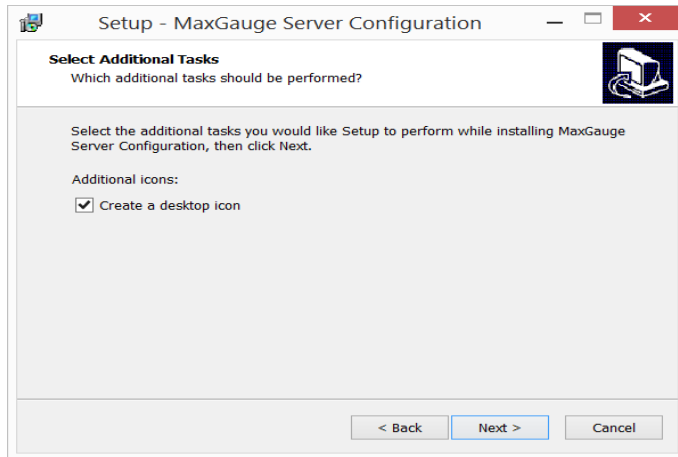 Setup - MaxGauge Server Configuration
Select Additional Tasks
Which additional tasks should be performed?
Select the additional tasks you would like Setup to perform while installing MaxGauge
Server Configuration, then click Next.
Additional icons:
Create a desktop icon
< Back
Next >
Cancel